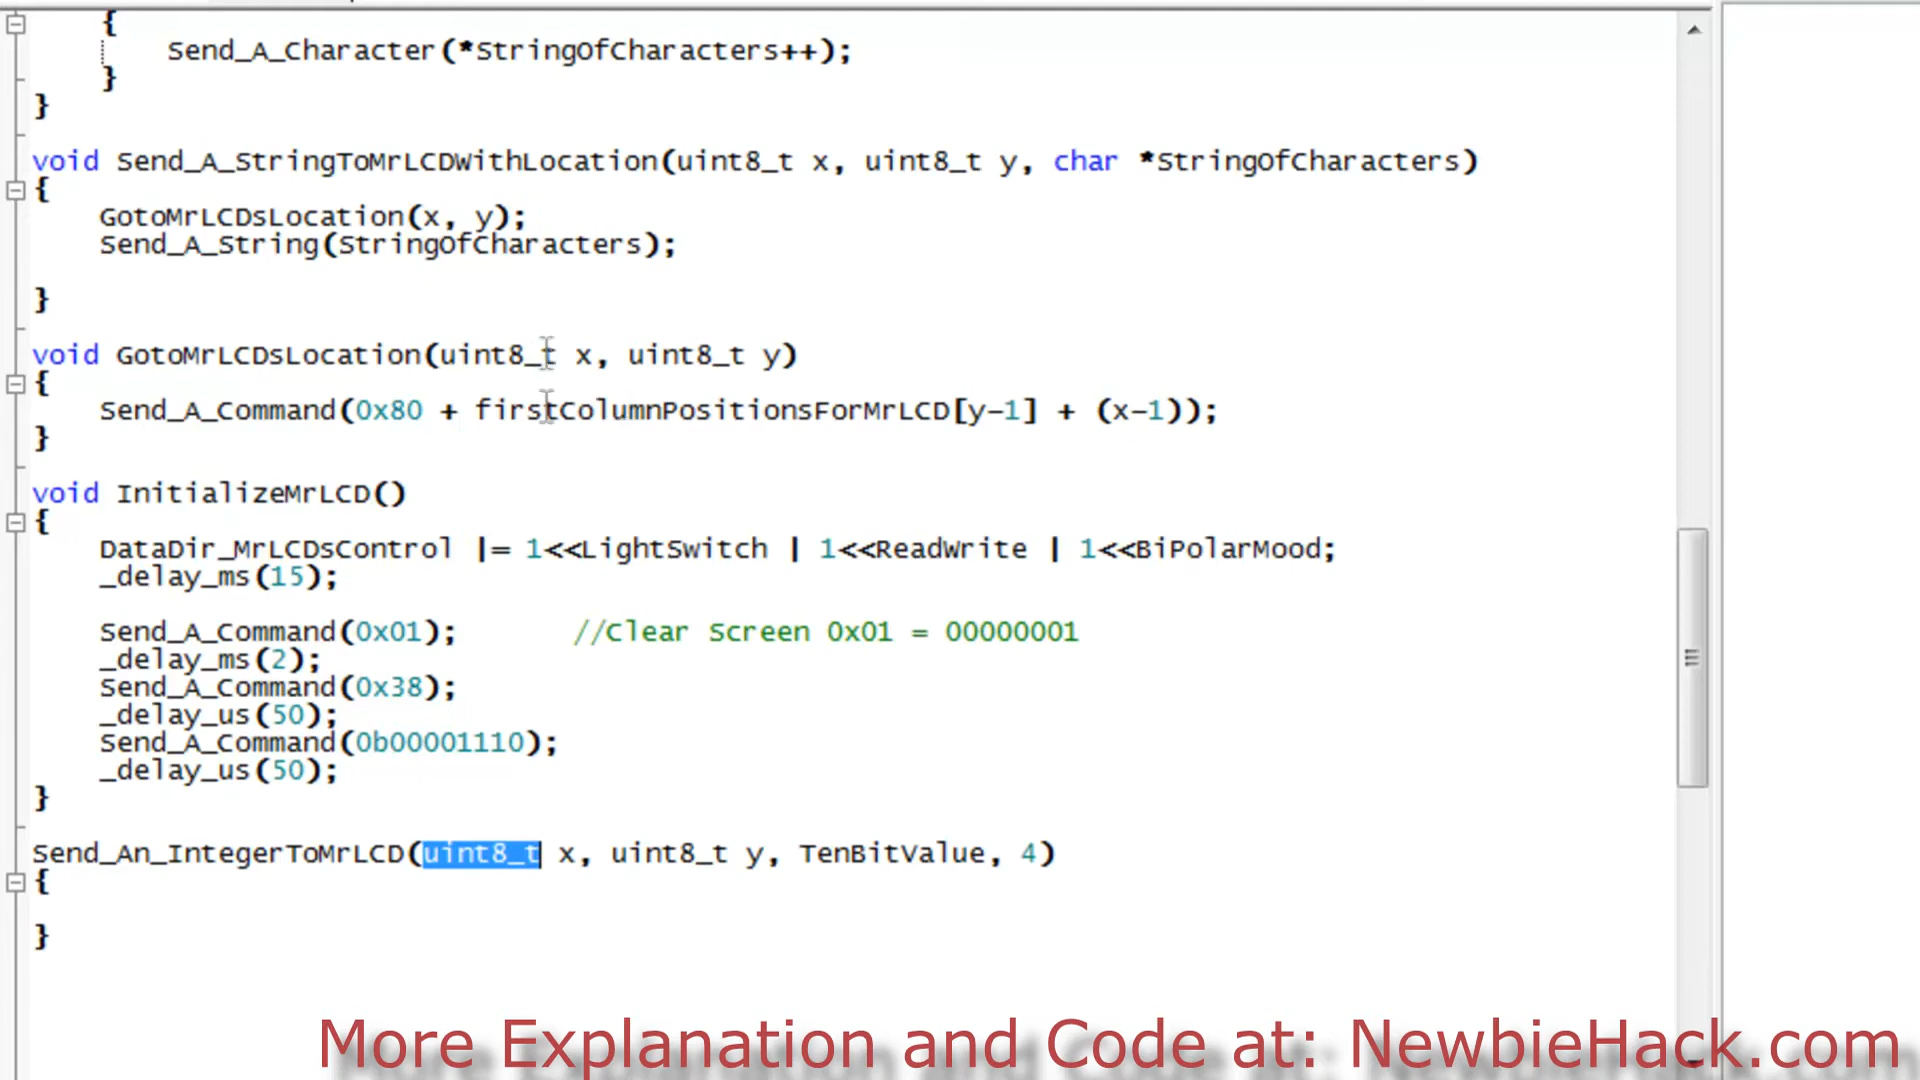 {
Send_A_Character(*StringOfCharacters++);
}
}
void Send_A_StringToMrLCDWithLocation(uint8_t x, uint8_t y, char *StringOfCharacters)
{
GotoMrLCDsLocation(x, y);
Send_A_String(StringOfCharacters);
}
void GotoMrLCDsLocation(uint8_t x, uint8_t y)
{
Send_A_Command(0x80 + firstColumnPositionsForMrLCD[y-1] + (x-1));
}
void InitializeMrLCD()
{
DataDir_MrLCDsControl |= 1<<LightSwitch | 1<<ReadWrite | 1<<BiPolarMood;
_delay_ms(15);
Send_A_Command(0x01); //Clear Screen 0x01 = 00000001
_delay_ms(2);
Send_A_Command(0x38);
_delay_us(50);
Send_A_Command(0b00001110);
_delay_us(50);
}
Send_An_IntegerToMrLCD(uint8_t x, uint8_t y, TenBitValue, 4)
{
}
More Explanation and Code at: NewbieHack.com